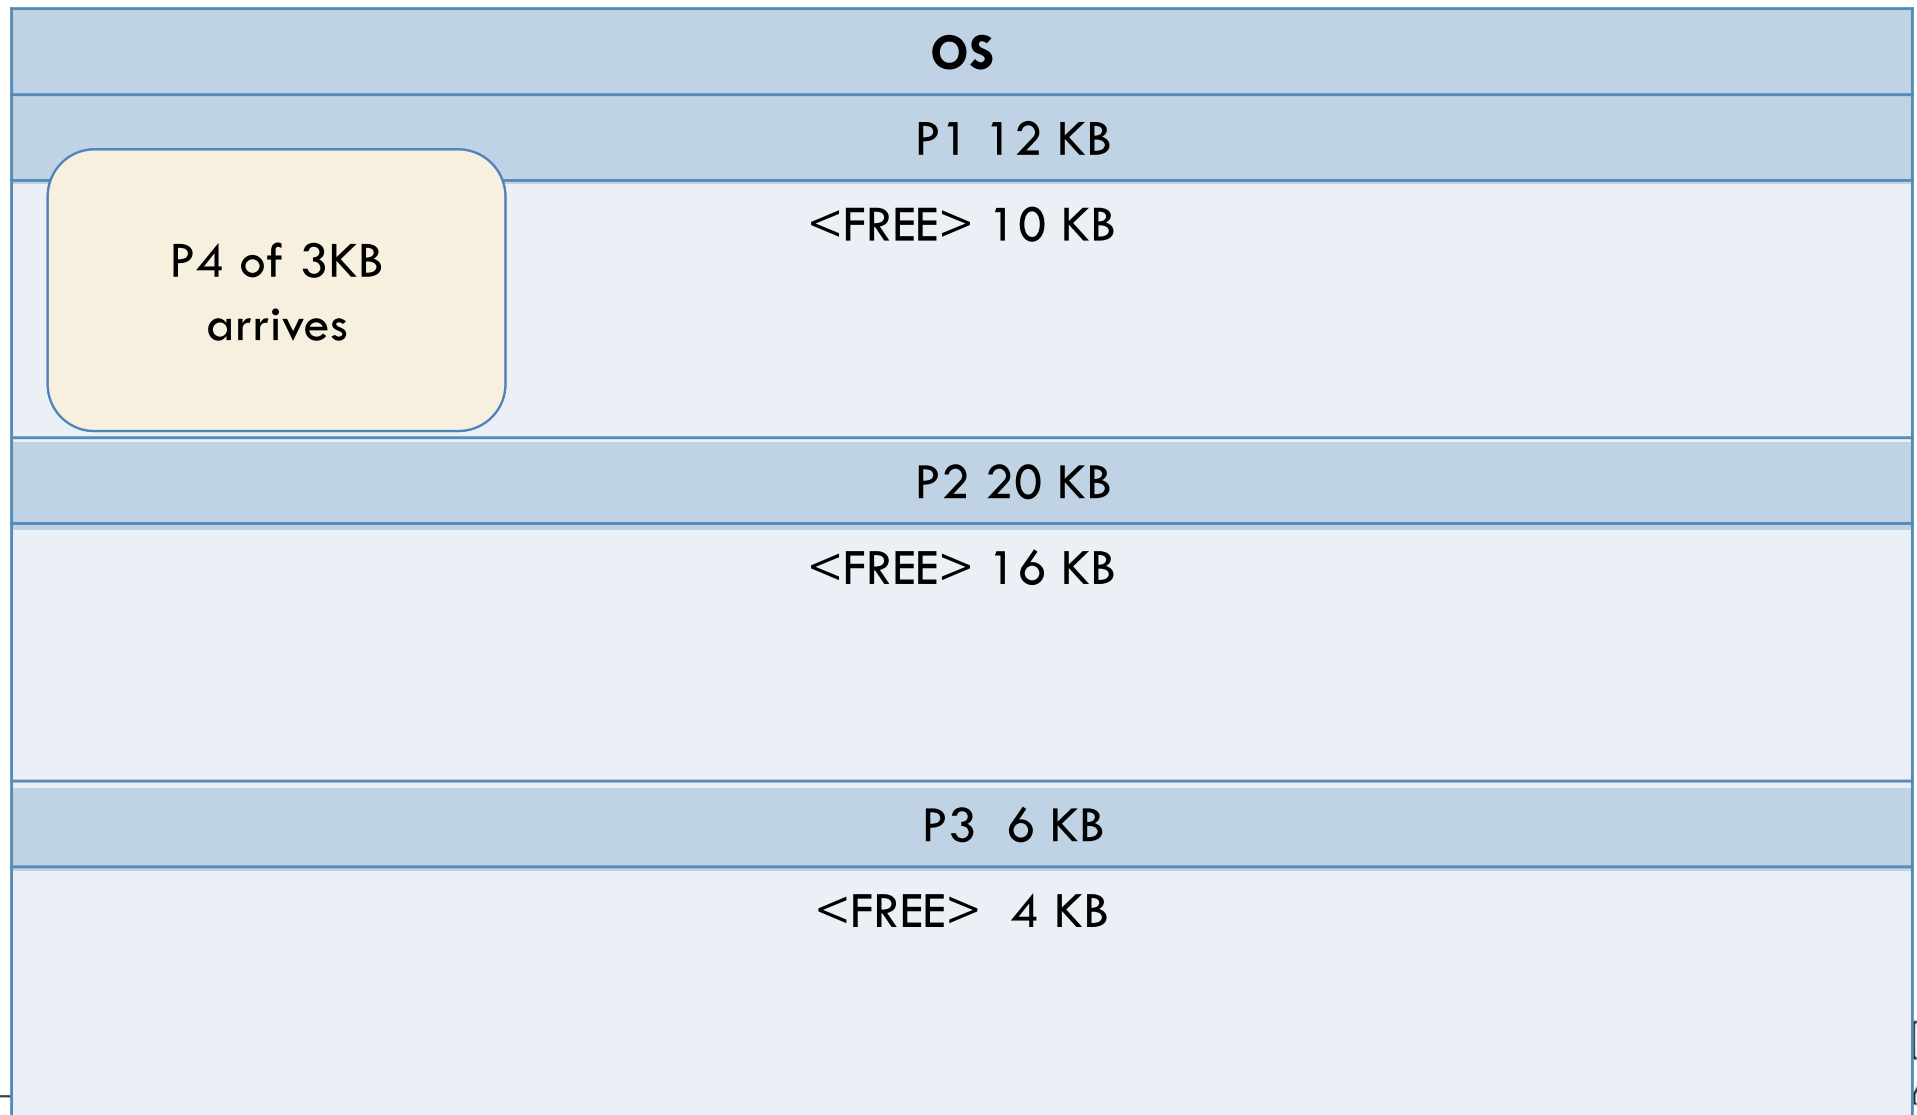 OS
P1 12 KB
<FREE> 10 KB
P4 of 3KB
arrives
P2 20 KB
<FREE> 16 KB
P3 6 KB
<FREE> 4 KB